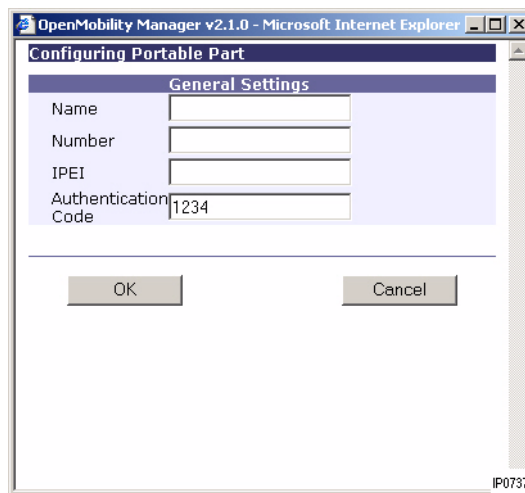 OpenMobility Manager v2.1.0 - Microsoft Internet Explorer
Configuring Portable Part
General Settings
Name
Number
IPEI
Authentication
Code
1234
OK
Cancel